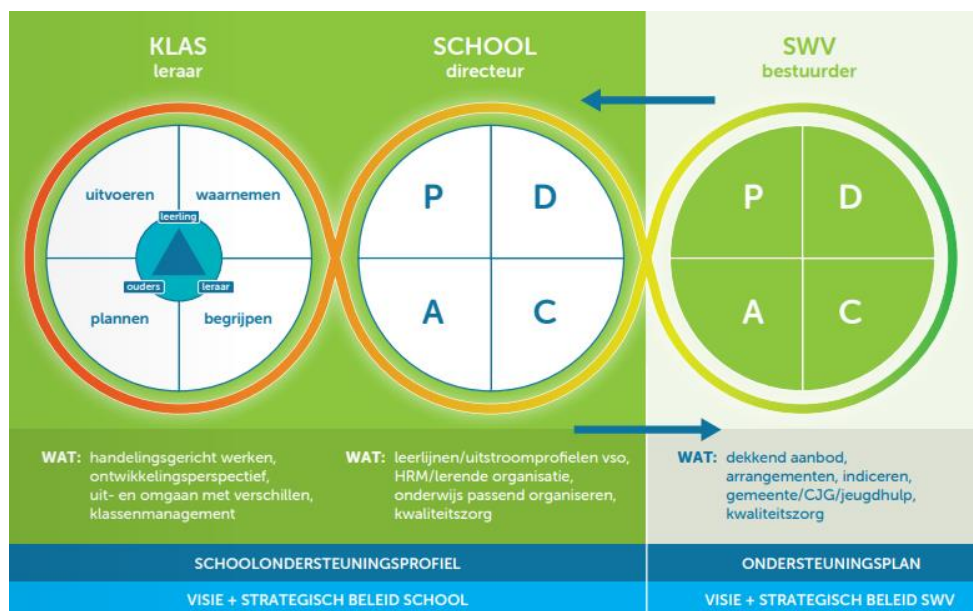 KLAS
leraar
uitvoeren
waarnemen
leerling
ouders
leraar
plannen
begrijpen
WAT: handelingsgericht werken,
ontwikkelingsperspectief,
uit- en omgaan met verschillen,
klassenmanagement
SCHOOL
directeur
P
D
A
C
WAT: leerlijnen/uitstroomprofielen vso,
HRM/lerende organisatie,
onderwijs passend organiseren,
kwaliteitszorg
SWV
bestuurder
P
D
A
C
WAT: dekkend aanbod,
arrangementen, indiceren,
gemeente/CJG/jeugdhulp,
kwaliteitszorg
SCHOOLONDERSTEUNINGSPROFIEL
ONDERSTEUNINGSPLAN
VISIE + STRATEGISCH BELEID SCHOOL
VISIE + STRATEGISCH BELEID SWV